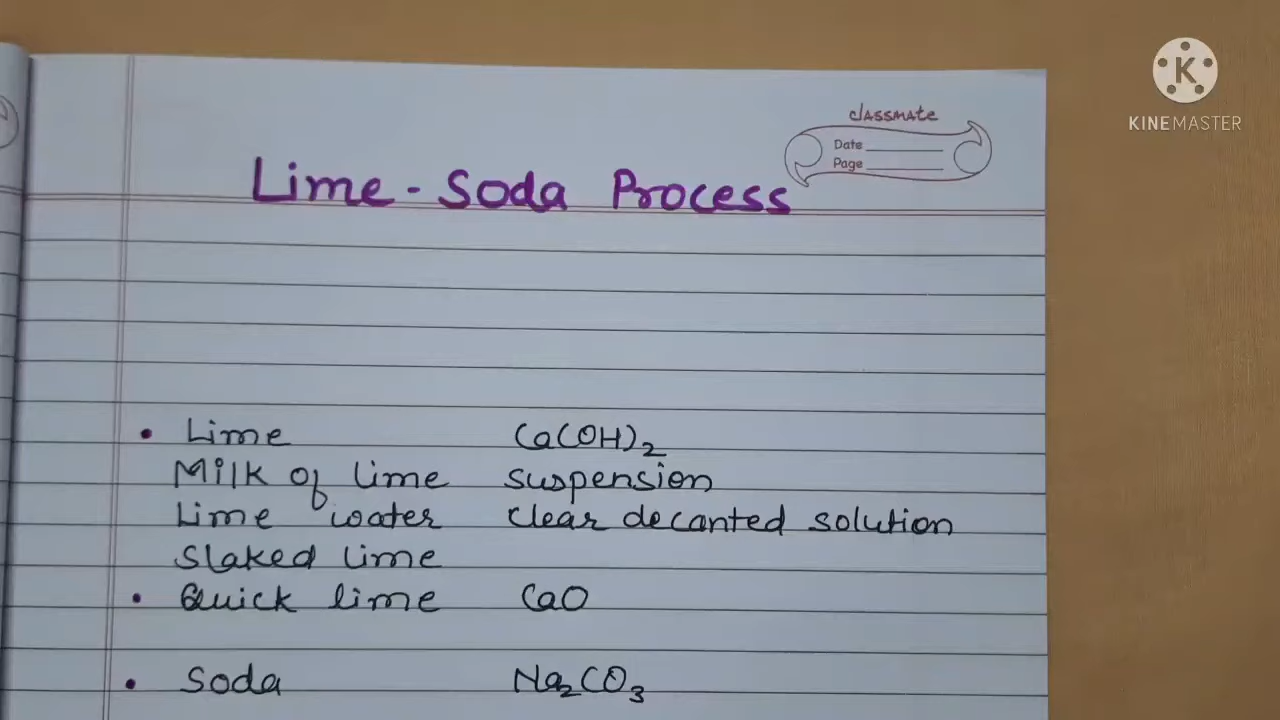 K
KINEMASTER
classmate
Date
Page
Lime - Soda Process
• Lime Ca(OH)₂
Milk of lime suspension
Lime water clear decanted solution
Slaked lime
• Quick lime CaO
• Soda Na₂CO₃